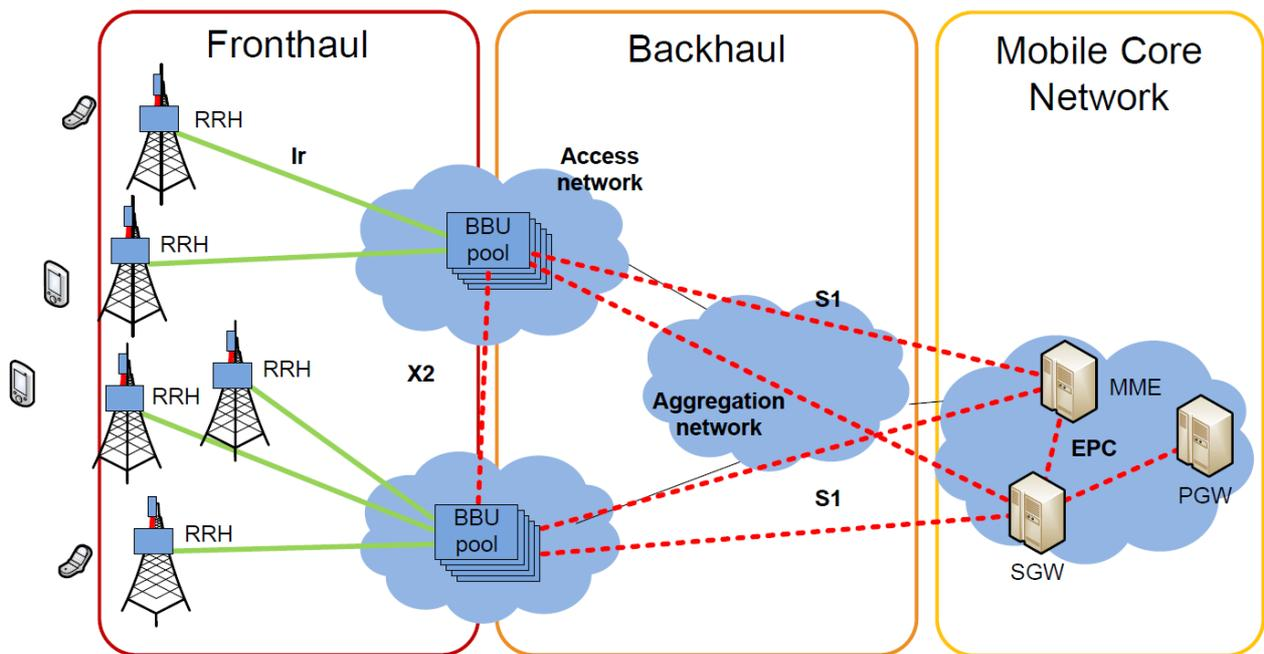 Fronthaul
Backhaul
Mobile Core
Network
RRH
Ir
Access
network
BBU
pool
RRH
S1
RRH
X2
RRH
MME
Aggregation
network
EPC
PGW
BBU
pool
S1
RRH
SGW